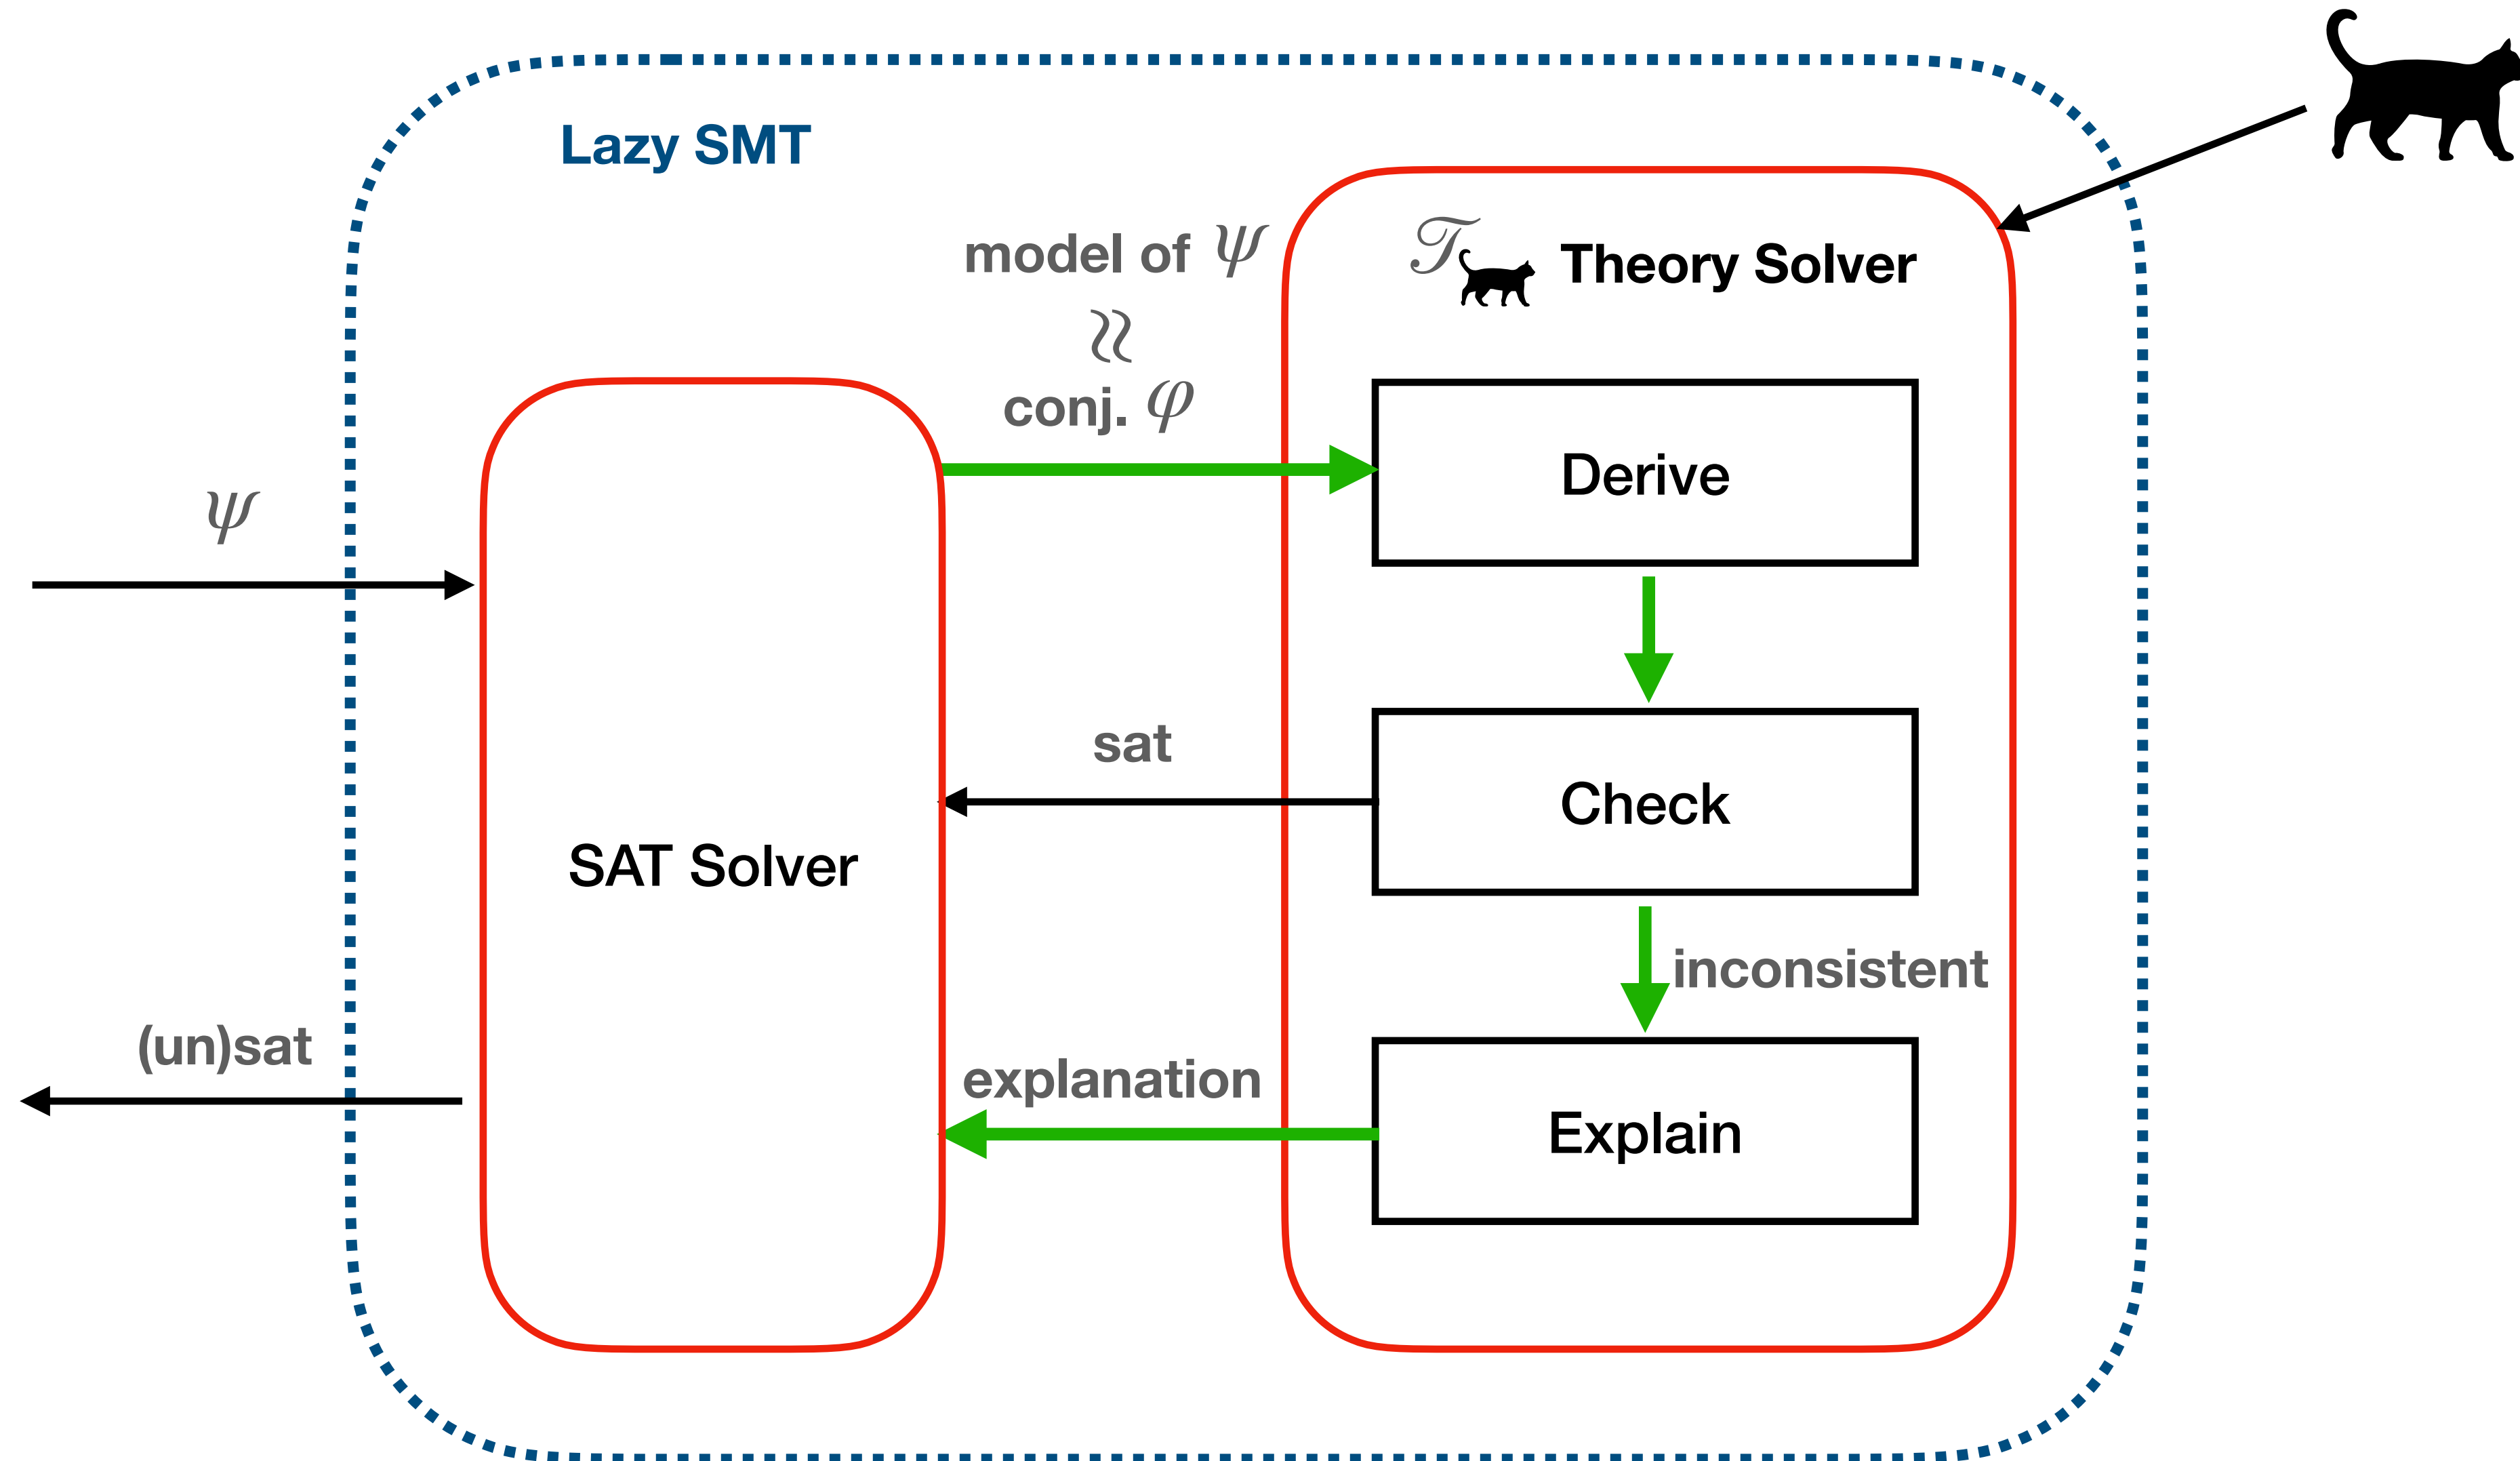 Lazy SMT
model of ψ
≈
conj. φ
𝒯 Theory Solver
Derive
ψ
sat
Check
SAT Solver
inconsistent
(un)sat
explanation
Explain